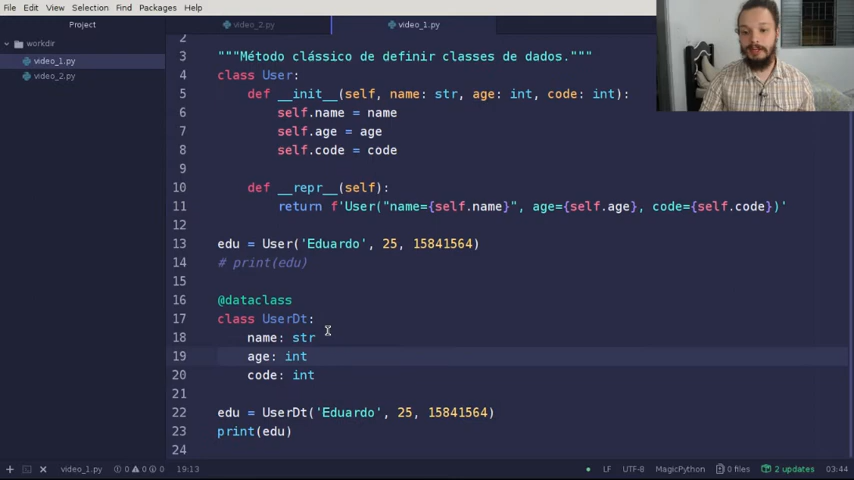 File Edit View Selection Find Packages Help
Project
video_2.py
video_1.py
workdir
video_1.py
video_2.py
2
3 """Método clássico de definir classes de dados."""
4 class User:
5 def __init__(self, name: str, age: int, code: int):
6 self.name = name
7 self.age = age
8 self.code = code
9
10 def __repr__(self):
11 return f'User("name={self.name}", age={self.age}, code={self.code})'
12
13 edu = User('Eduardo', 25, 15841564)
14 # print(edu)
15
16 @dataclass
17 class UserDt:
18 name: str
19 age: int
20 code: int
21
22 edu = UserDt('Eduardo', 25, 15841564)
23 print(edu)
24
video_1.py 0 0 0 19:13 LF UTF-8 MagicPython 0 files 2 updates 03:44